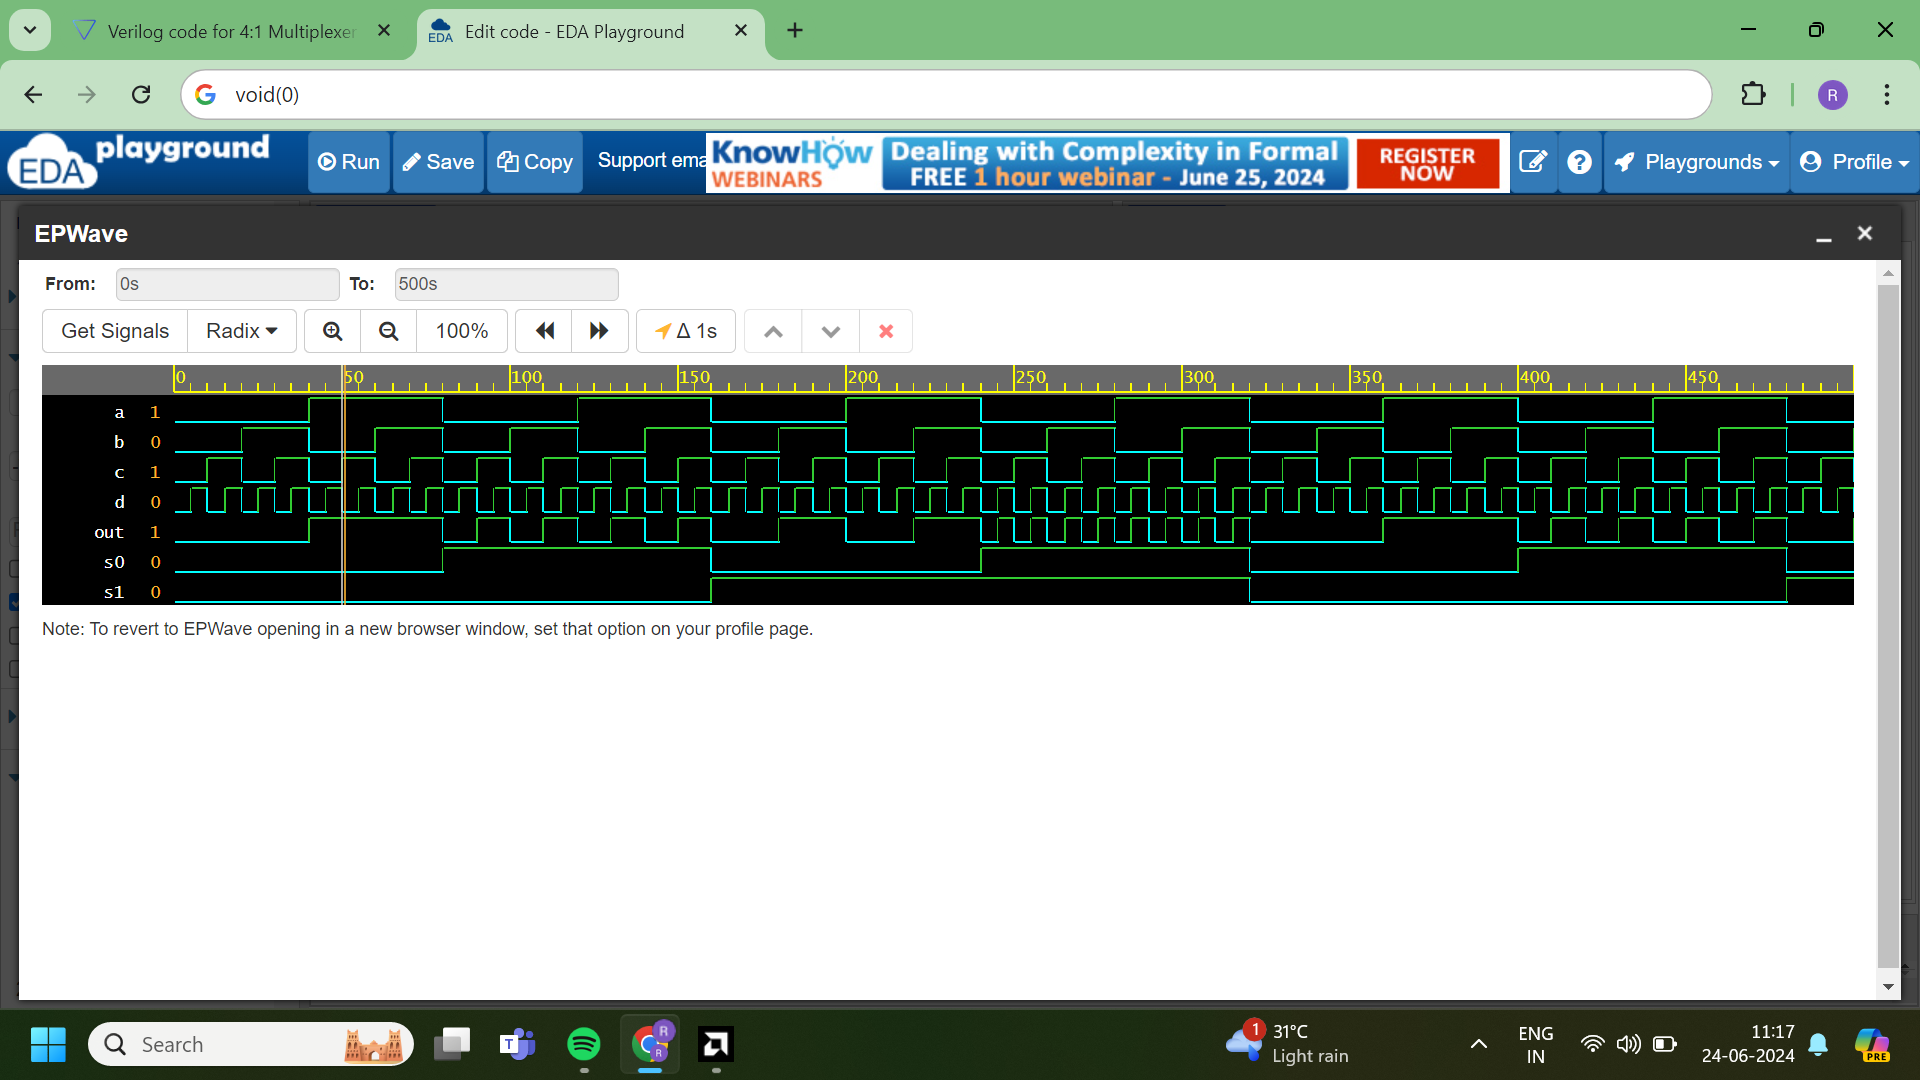 Verilog code for 4:1 Multiplexer
EDA
Edit code - EDA Playground
void(0)
EDA playground
Run
Save
Copy
Support ema
KnowHow
WEBINARS
Dealing with Complexity in Formal
FREE 1 hour webinar - June 25, 2024
REGISTER
NOW
Playgrounds
Profile
R
EPWave
From: 0s To: 500s
Get Signals Radix 100% Δ 1s
0 50 100 150 200 250 300 350 400 450
a 1
b 0
c 1
d 0
out 1
s0 0
s1 0
Note: To revert to EPWave opening in a new browser window, set that option on your profile page.
Search
T
R
R
1
31°C
Light rain
ENG
IN
11:17
24-06-2024
PRE